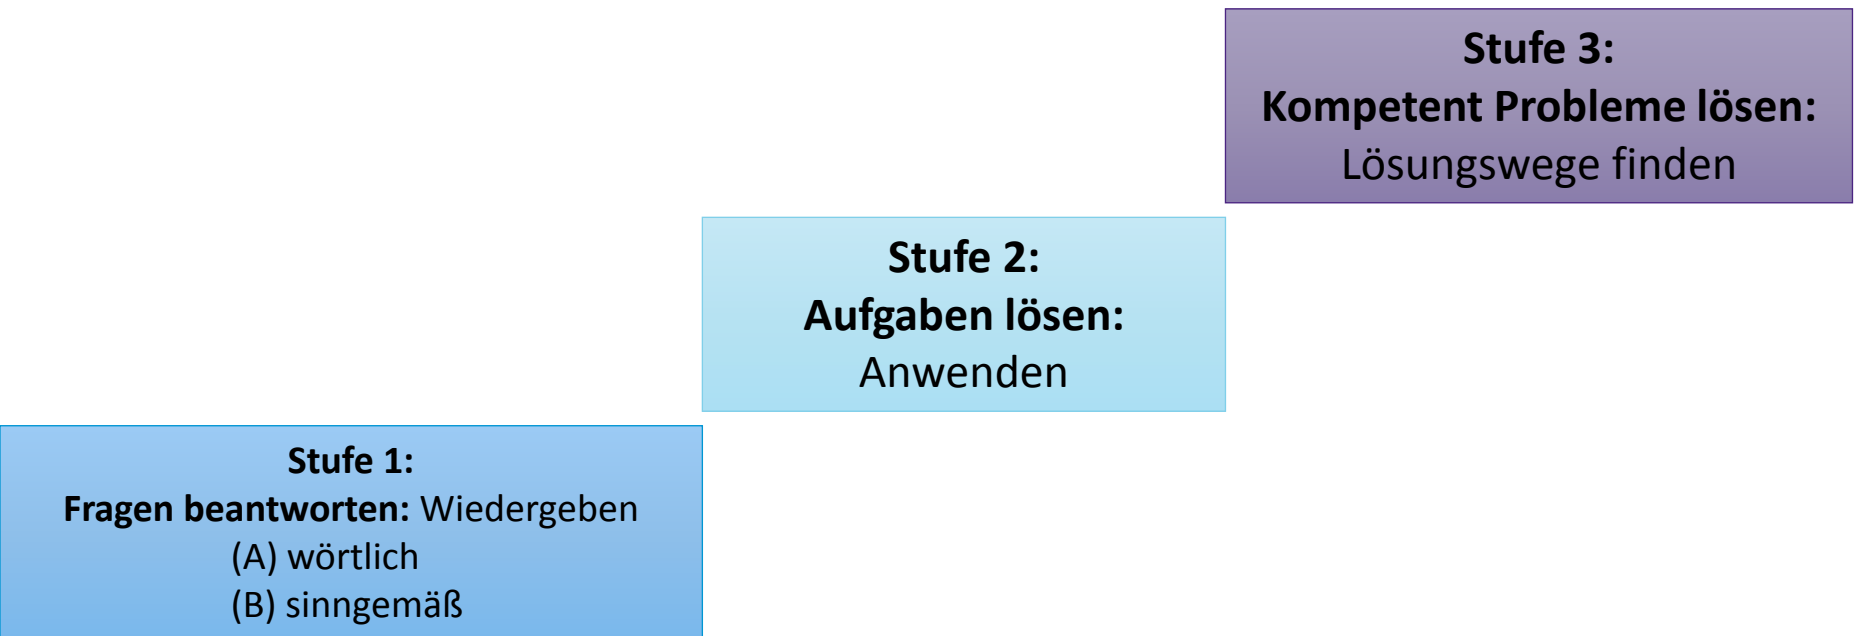 Stufe 3:
Kompetent Probleme lösen:
Lösungswege finden
Stufe 2:
Aufgaben lösen:
Anwenden
Stufe 1:
Fragen beantworten: Wiedergeben
(A) wörtlich
(B) sinngemäß